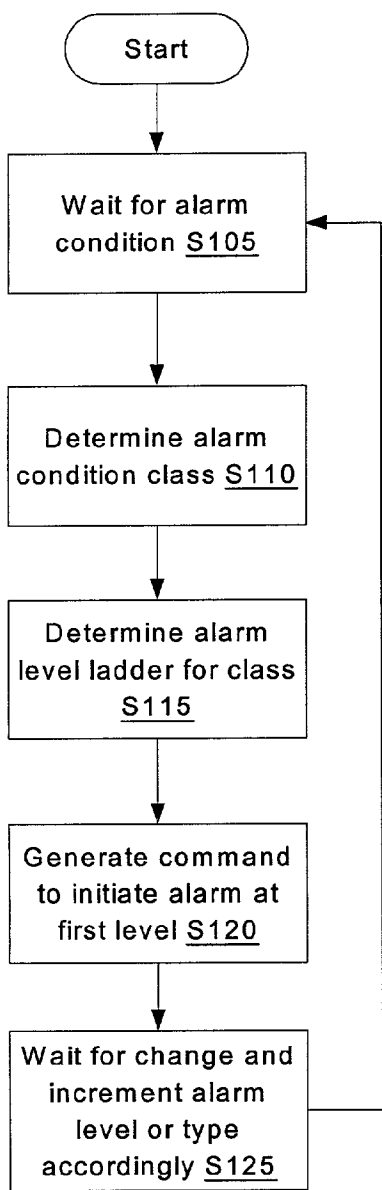 Start
Wait for alarm
condition S105
Determine alarm
condition class S110
Determine alarm
level ladder for class
S115
Generate command
to initiate alarm at
first level S120
Wait for change and
increment alarm
level or type
accordingly S125